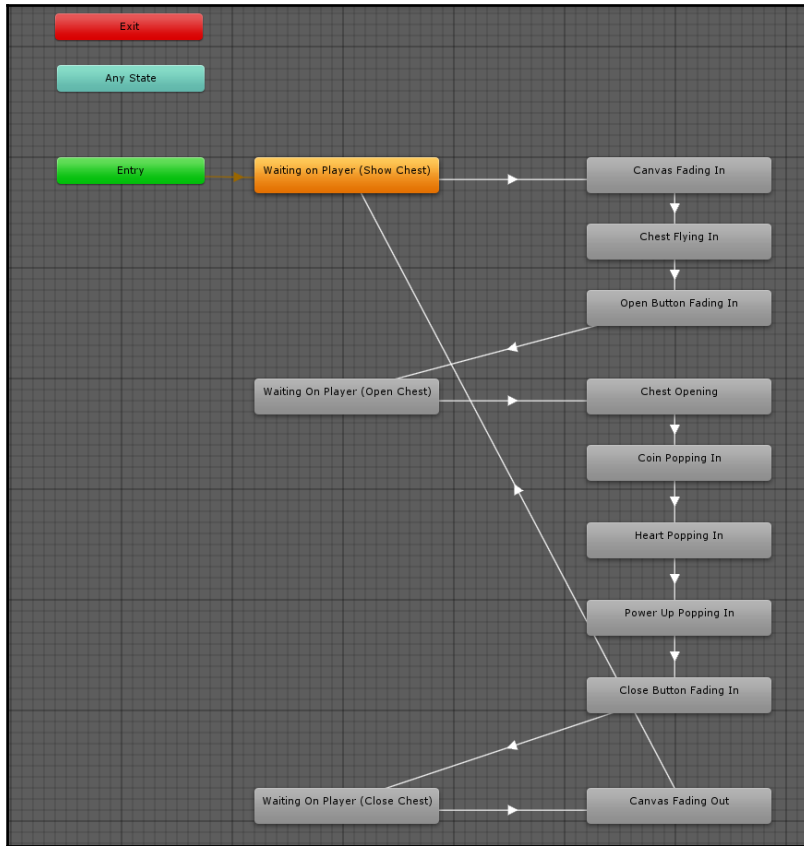 Exit
Any State
Entry
Waiting on Player (Show Chest)
Canvas Fading In
Chest Flying In
Open Button Fading In
Waiting On Player (Open Chest)
Chest Opening
Coin Popping In
Heart Popping In
Power Up Popping In
Close Button Fading In
Waiting On Player (Close Chest)
Canvas Fading Out